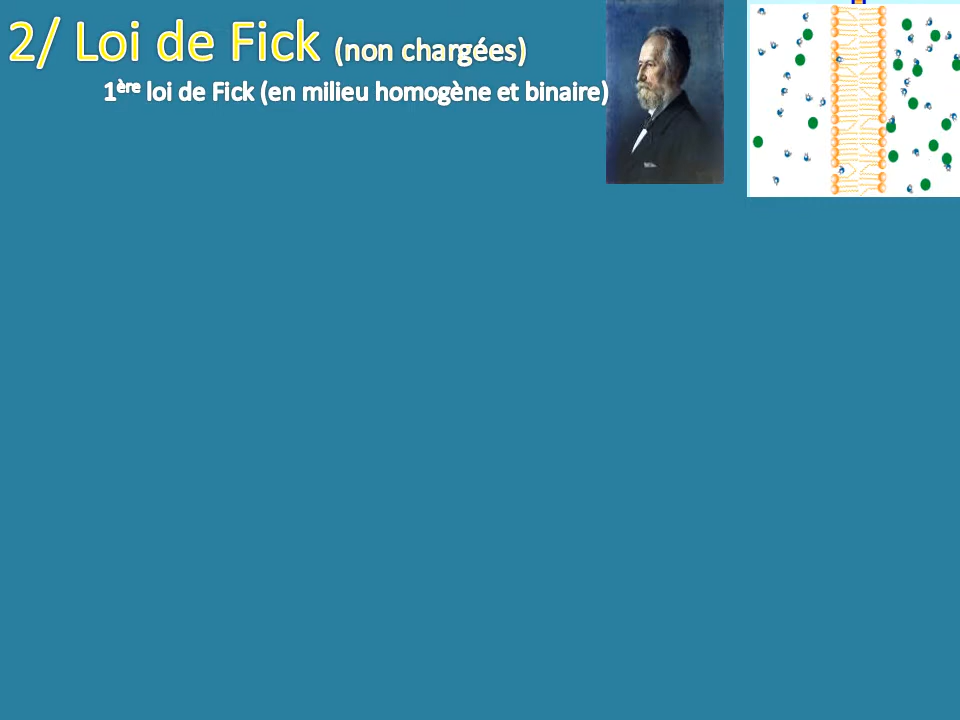 2/ Loi de Fick (non chargées)
1ère loi de Fick (en milieu homogène et binaire)